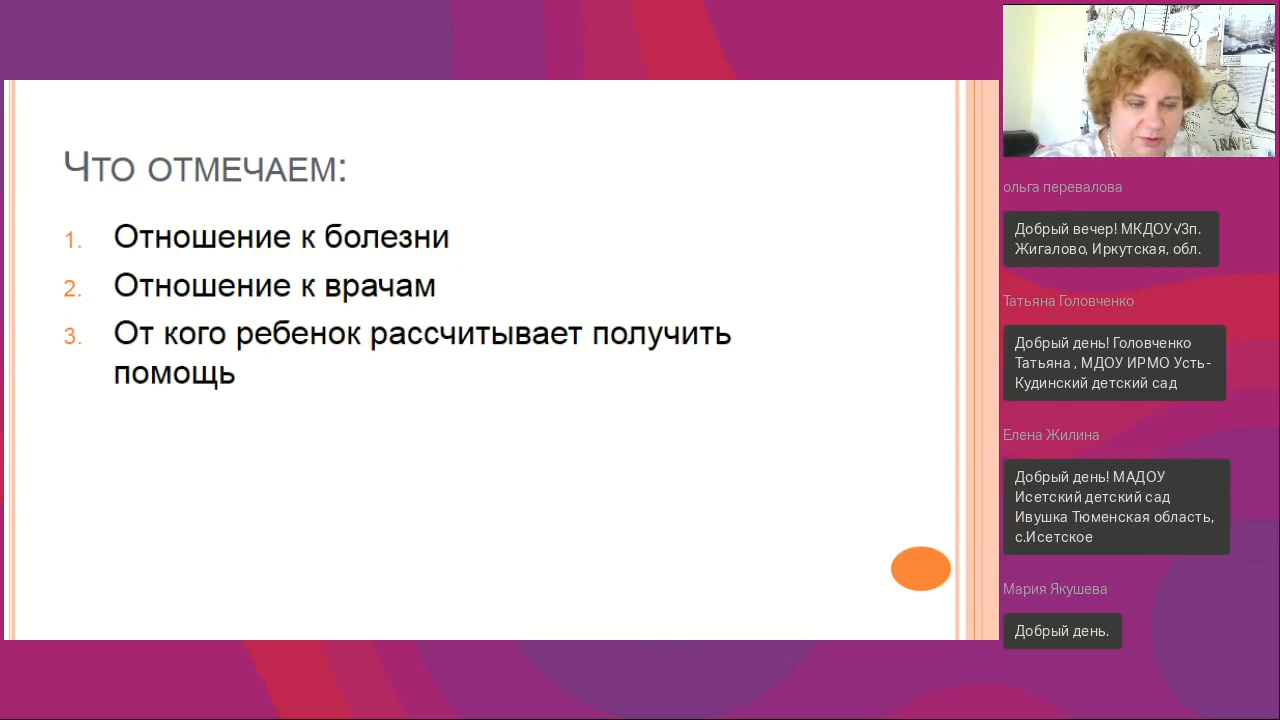 Что отмечаем:
1. Отношение к болезни
2. Отношение к врачам
3. От кого ребенок рассчитывает получить
помощь
TRAVEL
ольга перевалова
Добрый вечер! МКДОУ√3п.
Жигалово, Иркутская, обл.
Татьяна Головченко
Добрый день! Головченко
Татьяна , МДОУ ИРМО Усть-
Кудинский детский сад
Елена Жилина
Добрый день! МАДОУ
Исетский детский сад
Ивушка Тюменская область,
с.Исетское
Мария Якушева
Добрый день.